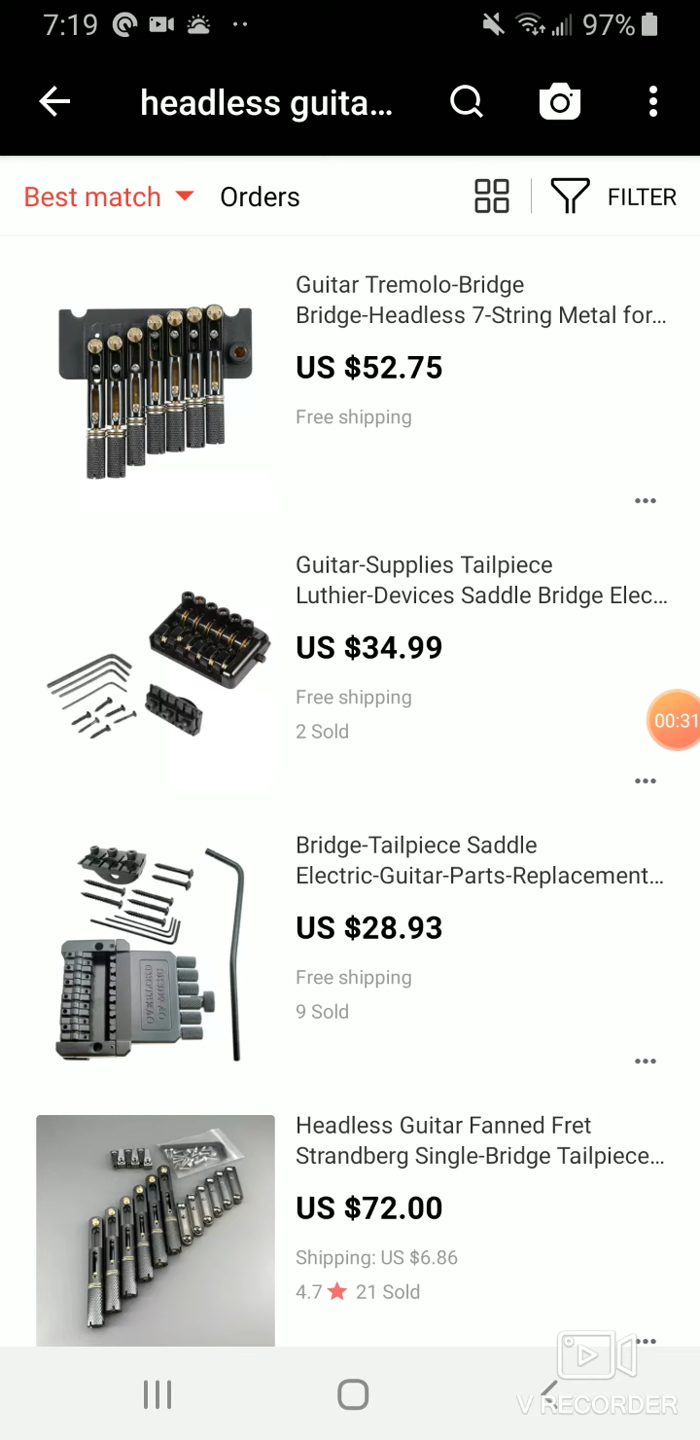 7:19
97%
headless guita...
Best match
Orders
FILTER
Guitar Tremolo-Bridge
Bridge-Headless 7-String Metal for...
US $52.75
Free shipping
Guitar-Supplies Tailpiece
Luthier-Devices Saddle Bridge Elec...
US $34.99
Free shipping
2 Sold
00:31
Bridge-Tailpiece Saddle
Electric-Guitar-Parts-Replacement...
US $28.93
Free shipping
9 Sold
Headless Guitar Fanned Fret
Strandberg Single-Bridge Tailpiece...
US $72.00
Shipping: US $6.86
4.7 21 Sold
V RECORDER